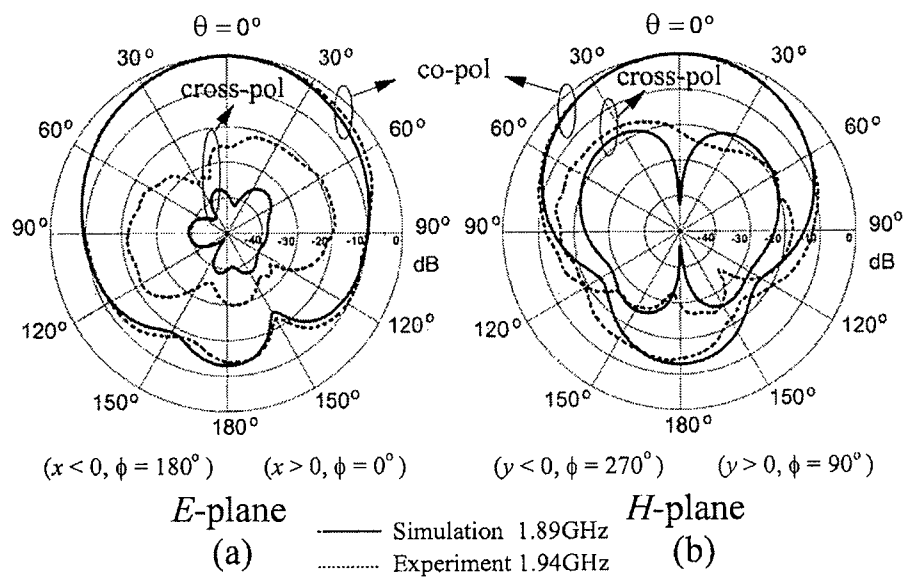 θ = 0° θ = 0°
30° 30° co-pol 30° 30°
cross-pol cross-pol
60° 60° 60° 60°
90° 90° 90° 90°
-40 -30 -20 -10 0 -40 -30 -20 -10 0
dB dB
120° 120° 120° 120°
150° 150° 150° 150°
180° 180°
(x < 0, ϕ = 180°) (x > 0, ϕ = 0°) (y < 0, ϕ = 270°) (y > 0, ϕ = 90°)
E-plane H-plane
Simulation 1.89GHz
(a) (b)
Experiment 1.94GHz